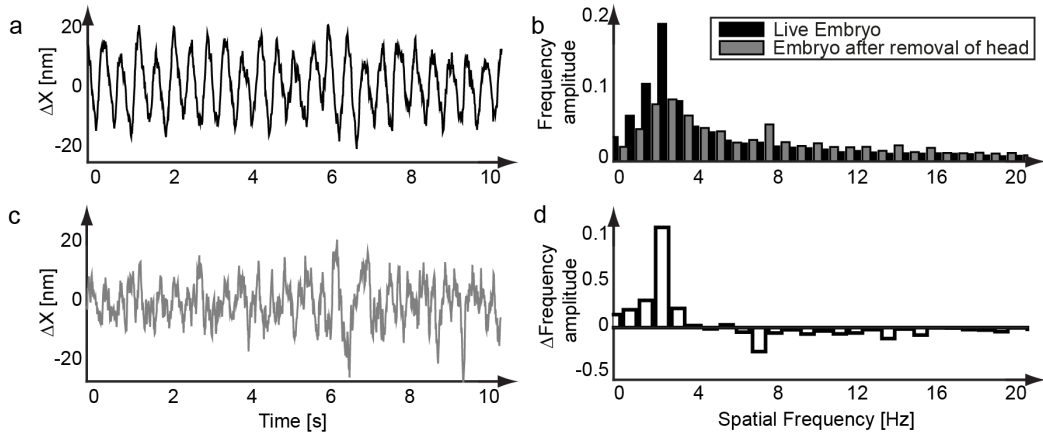 a
20
0
-20
ΔX [nm]
0 2 4 6 8 10
b
0.2
0.1
0
Frequency
amplitude
Live Embryo
Embryo after removal of head
0 4 8 12 16 20
c
20
0
-20
ΔX [nm]
0 2 4 6 8 10
Time [s]
d
0.1
0.5
0
-0.5
ΔFrequency
amplitude
0 4 8 12 16 20
Spatial Frequency [Hz]